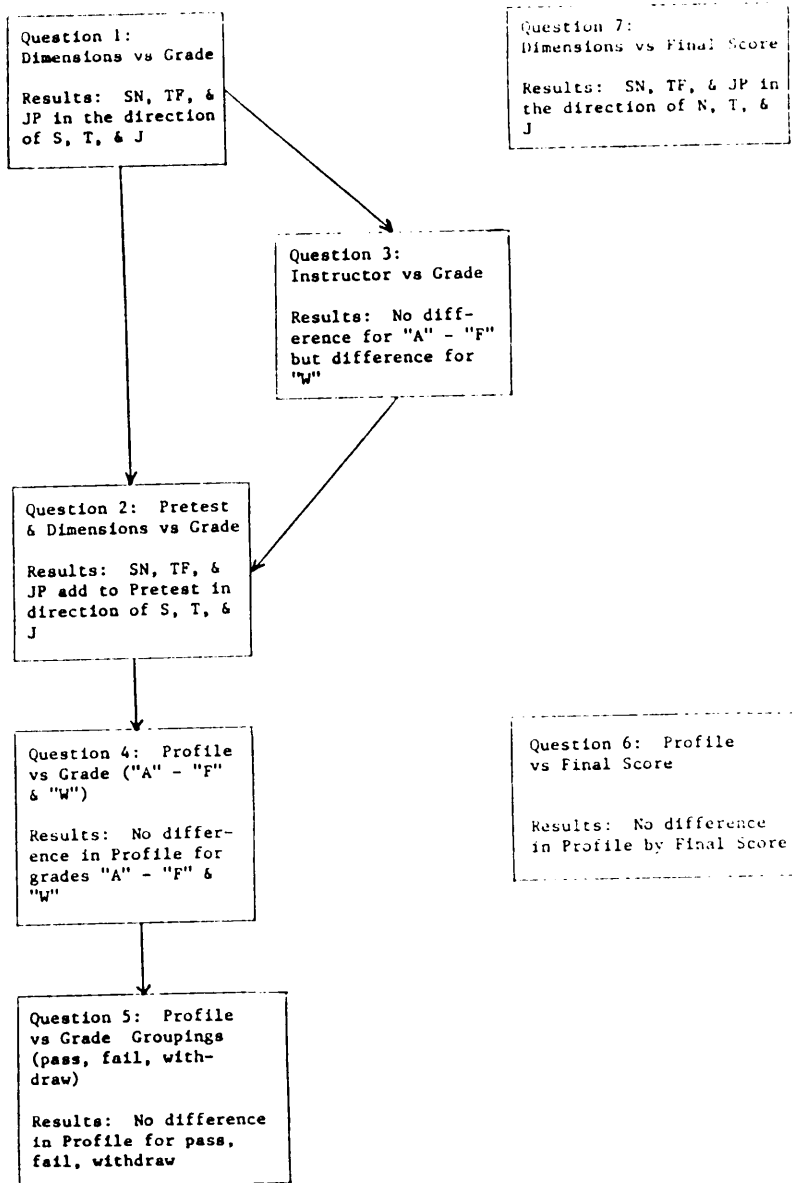 Question 1:
Dimensions vs Grade
Results: SN, TF, &
JP in the direction
of S, T, & J
Question 7:
Dimensions vs Final Score
Results: SN, TF, & JP in
the direction of N, T, &
J
Question 3:
Instructor vs Grade
Results: No diff-
erence for "A" - "F"
but difference for
"W"
Question 2: Pretest
& Dimensions vs Grade
Results: SN, TF, &
JP add to Pretest in
direction of S, T, &
J
Question 4: Profile
vs Grade ("A" - "F"
& "W")
Results: No differ-
ence in Profile for
grades "A" - "F" &
"W"
Question 6: Profile
vs Final Score
Results: No difference
in Profile by Final Score
Question 5: Profile
vs Grade Groupings
(pass, fail, with-
draw)
Results: No difference
in Profile for pass,
fail, withdraw